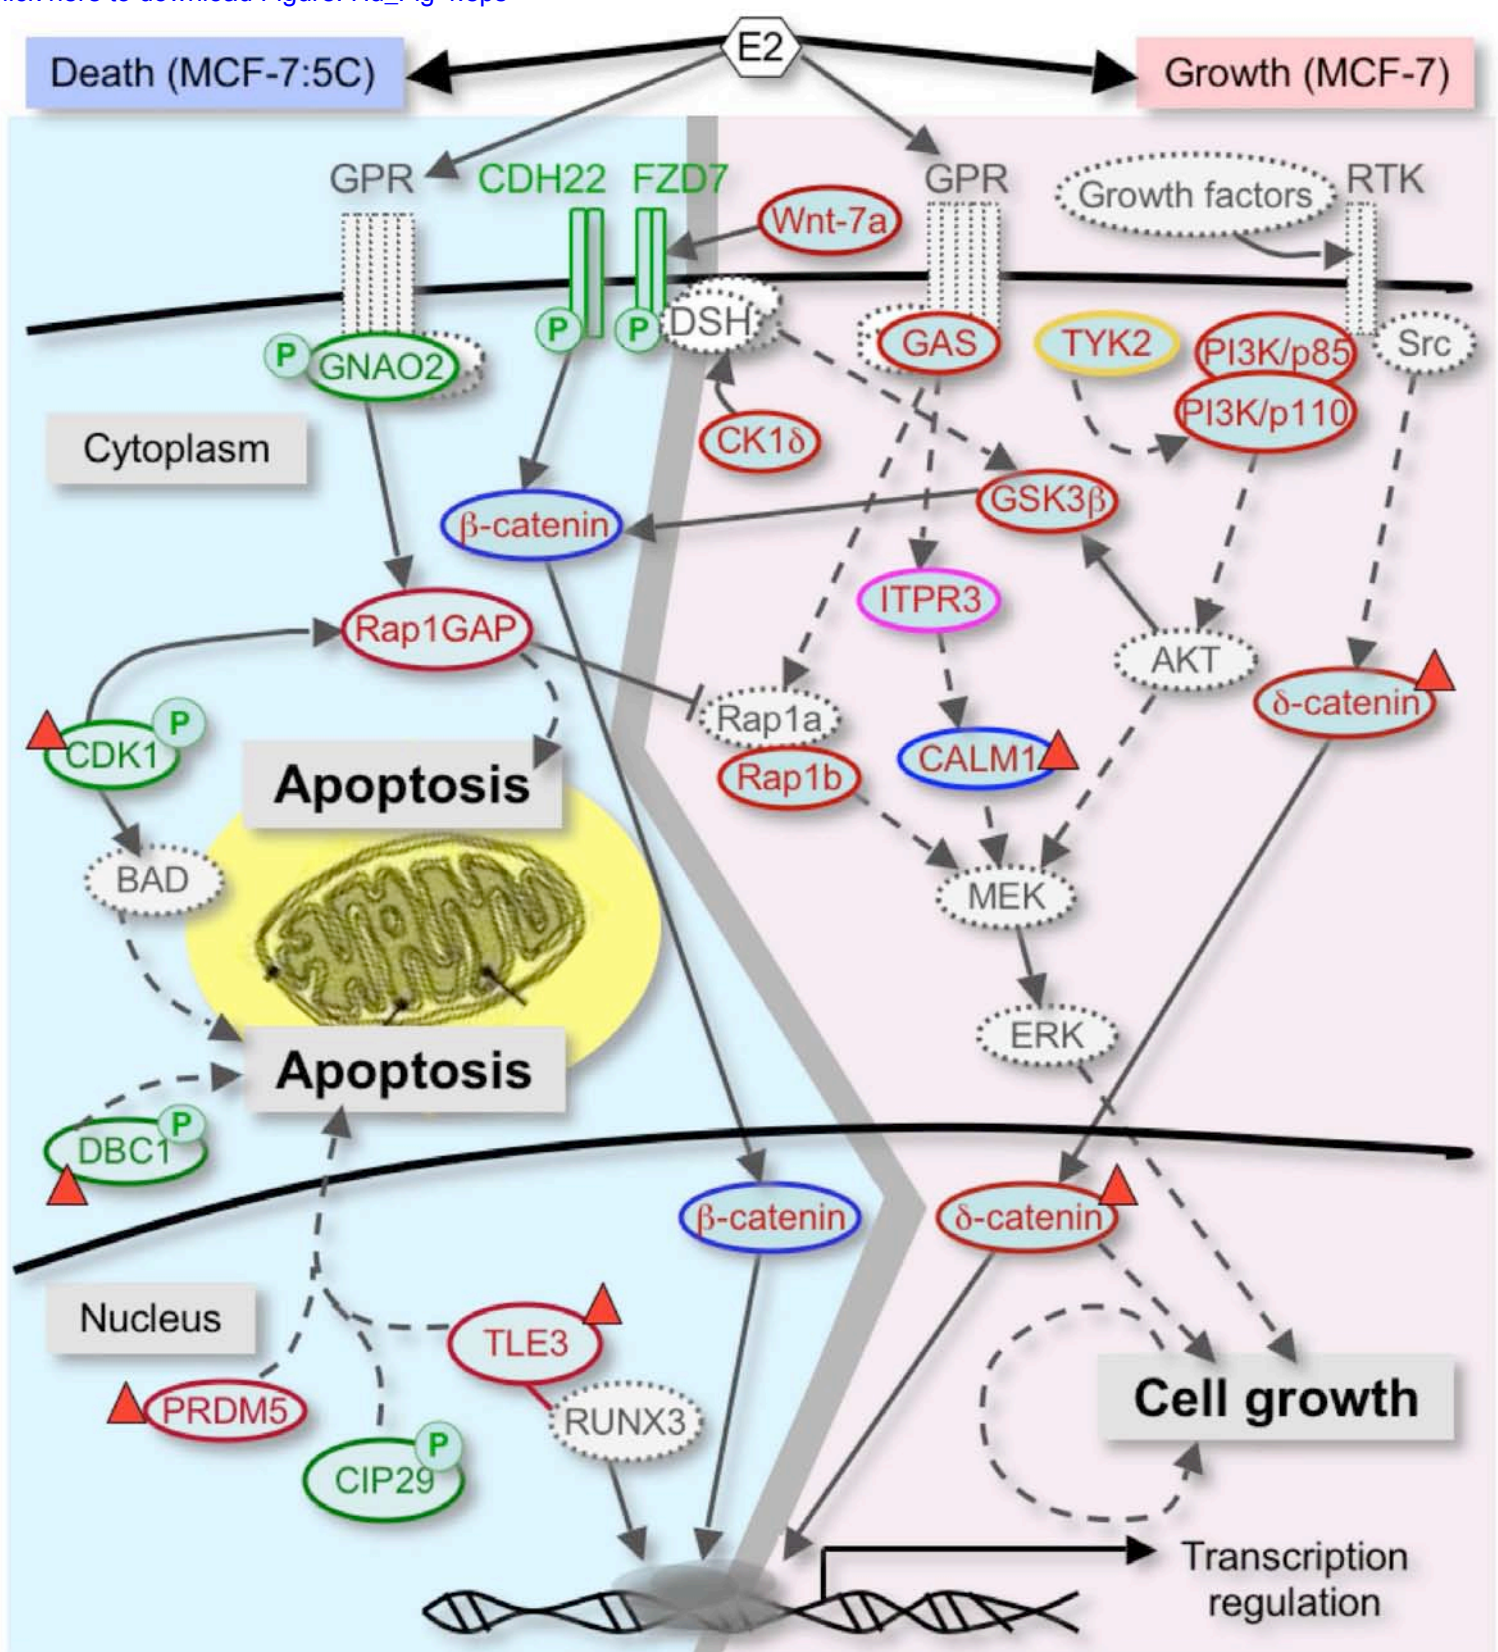 E2
Death (MCF-7:5C)
Growth (MCF-7)
GPR
CDH22
FZD7
Wnt-7a
GPR
Growth factors
RTK
P
GNAO2
P
P
DSH
GAS
TYK2
PI3K/p85
PI3K/p110
Src
Cytoplasm
CK1δ
β-catenin
GSK3β
ITPR3
Rap1GAP
AKT
δ-catenin
Rap1a
Rap1b
CALM1
P
CDK1
Apoptosis
BAD
MEK
ERK
Apoptosis
P
DBC1
β-catenin
δ-catenin
Nucleus
TLE3
PRDM5
RUNX3
P
CIP29
Cell growth
Transcription
regulation